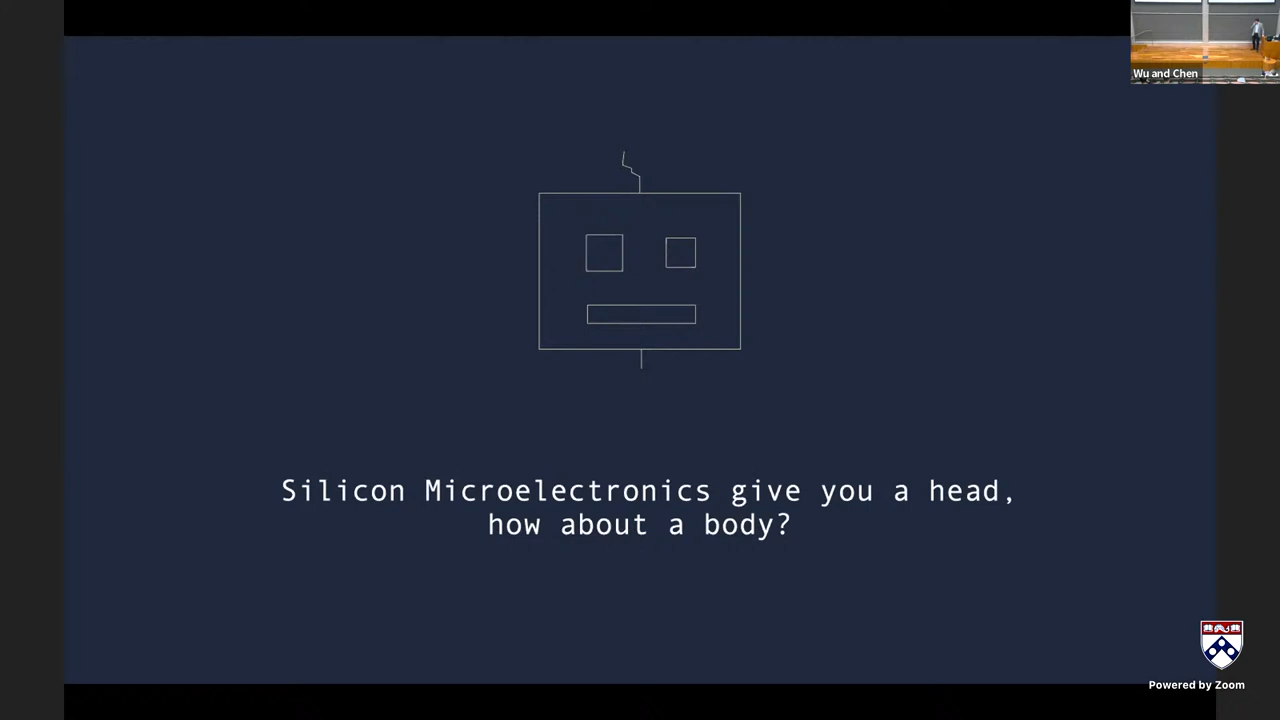 Wu and Chen
Silicon Microelectronics give you a head,
how about a body?
Powered by Zoom